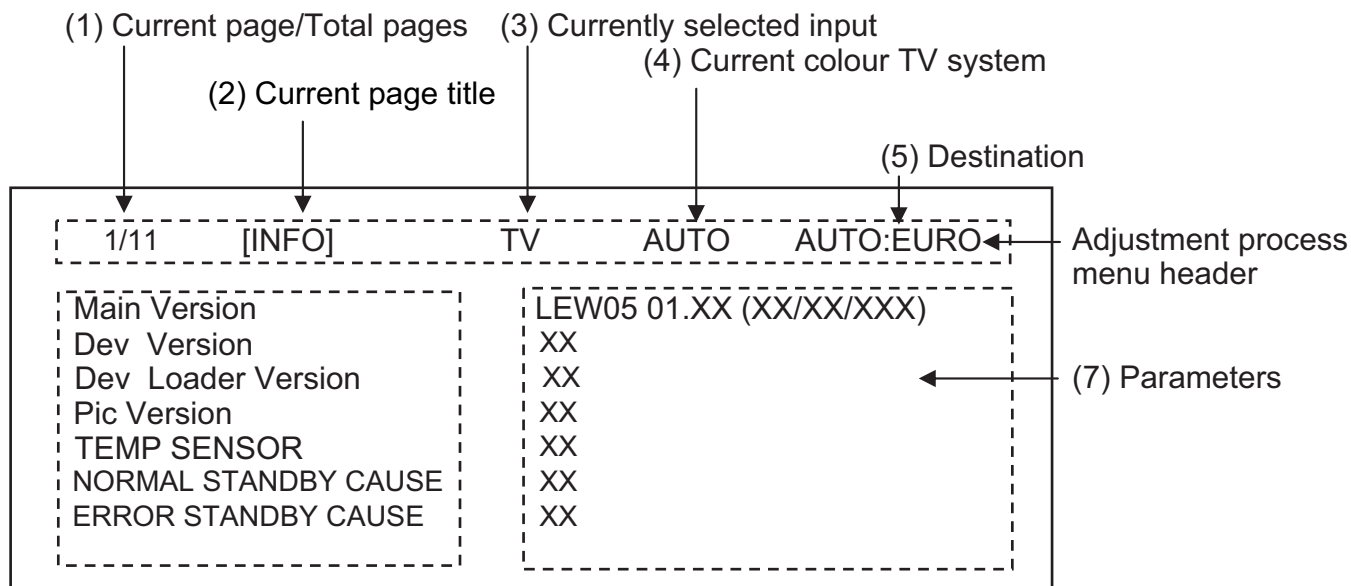 (1) Current page/Total pages (3) Currently selected input
(4) Current colour TV system
(2) Current page title
(5) Destination
1/11 [INFO] TV AUTO AUTO:EURO
Adjustment process
menu header
Main Version LEW05 01.XX (XX/XX/XXX)
Dev Version XX
Dev Loader Version XX
(7) Parameters
Pic Version XX
TEMP SENSOR XX
NORMAL STANDBY CAUSE XX
ERROR STANDBY CAUSE XX